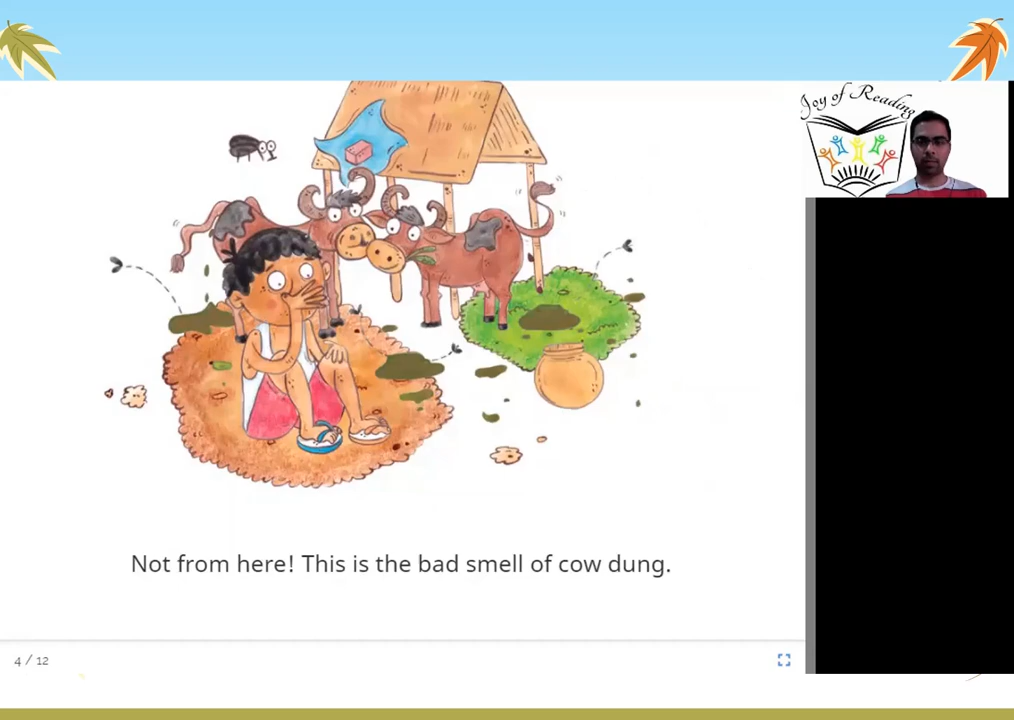 Joy of Reading
Not from here! This is the bad smell of cow dung.
4 / 12